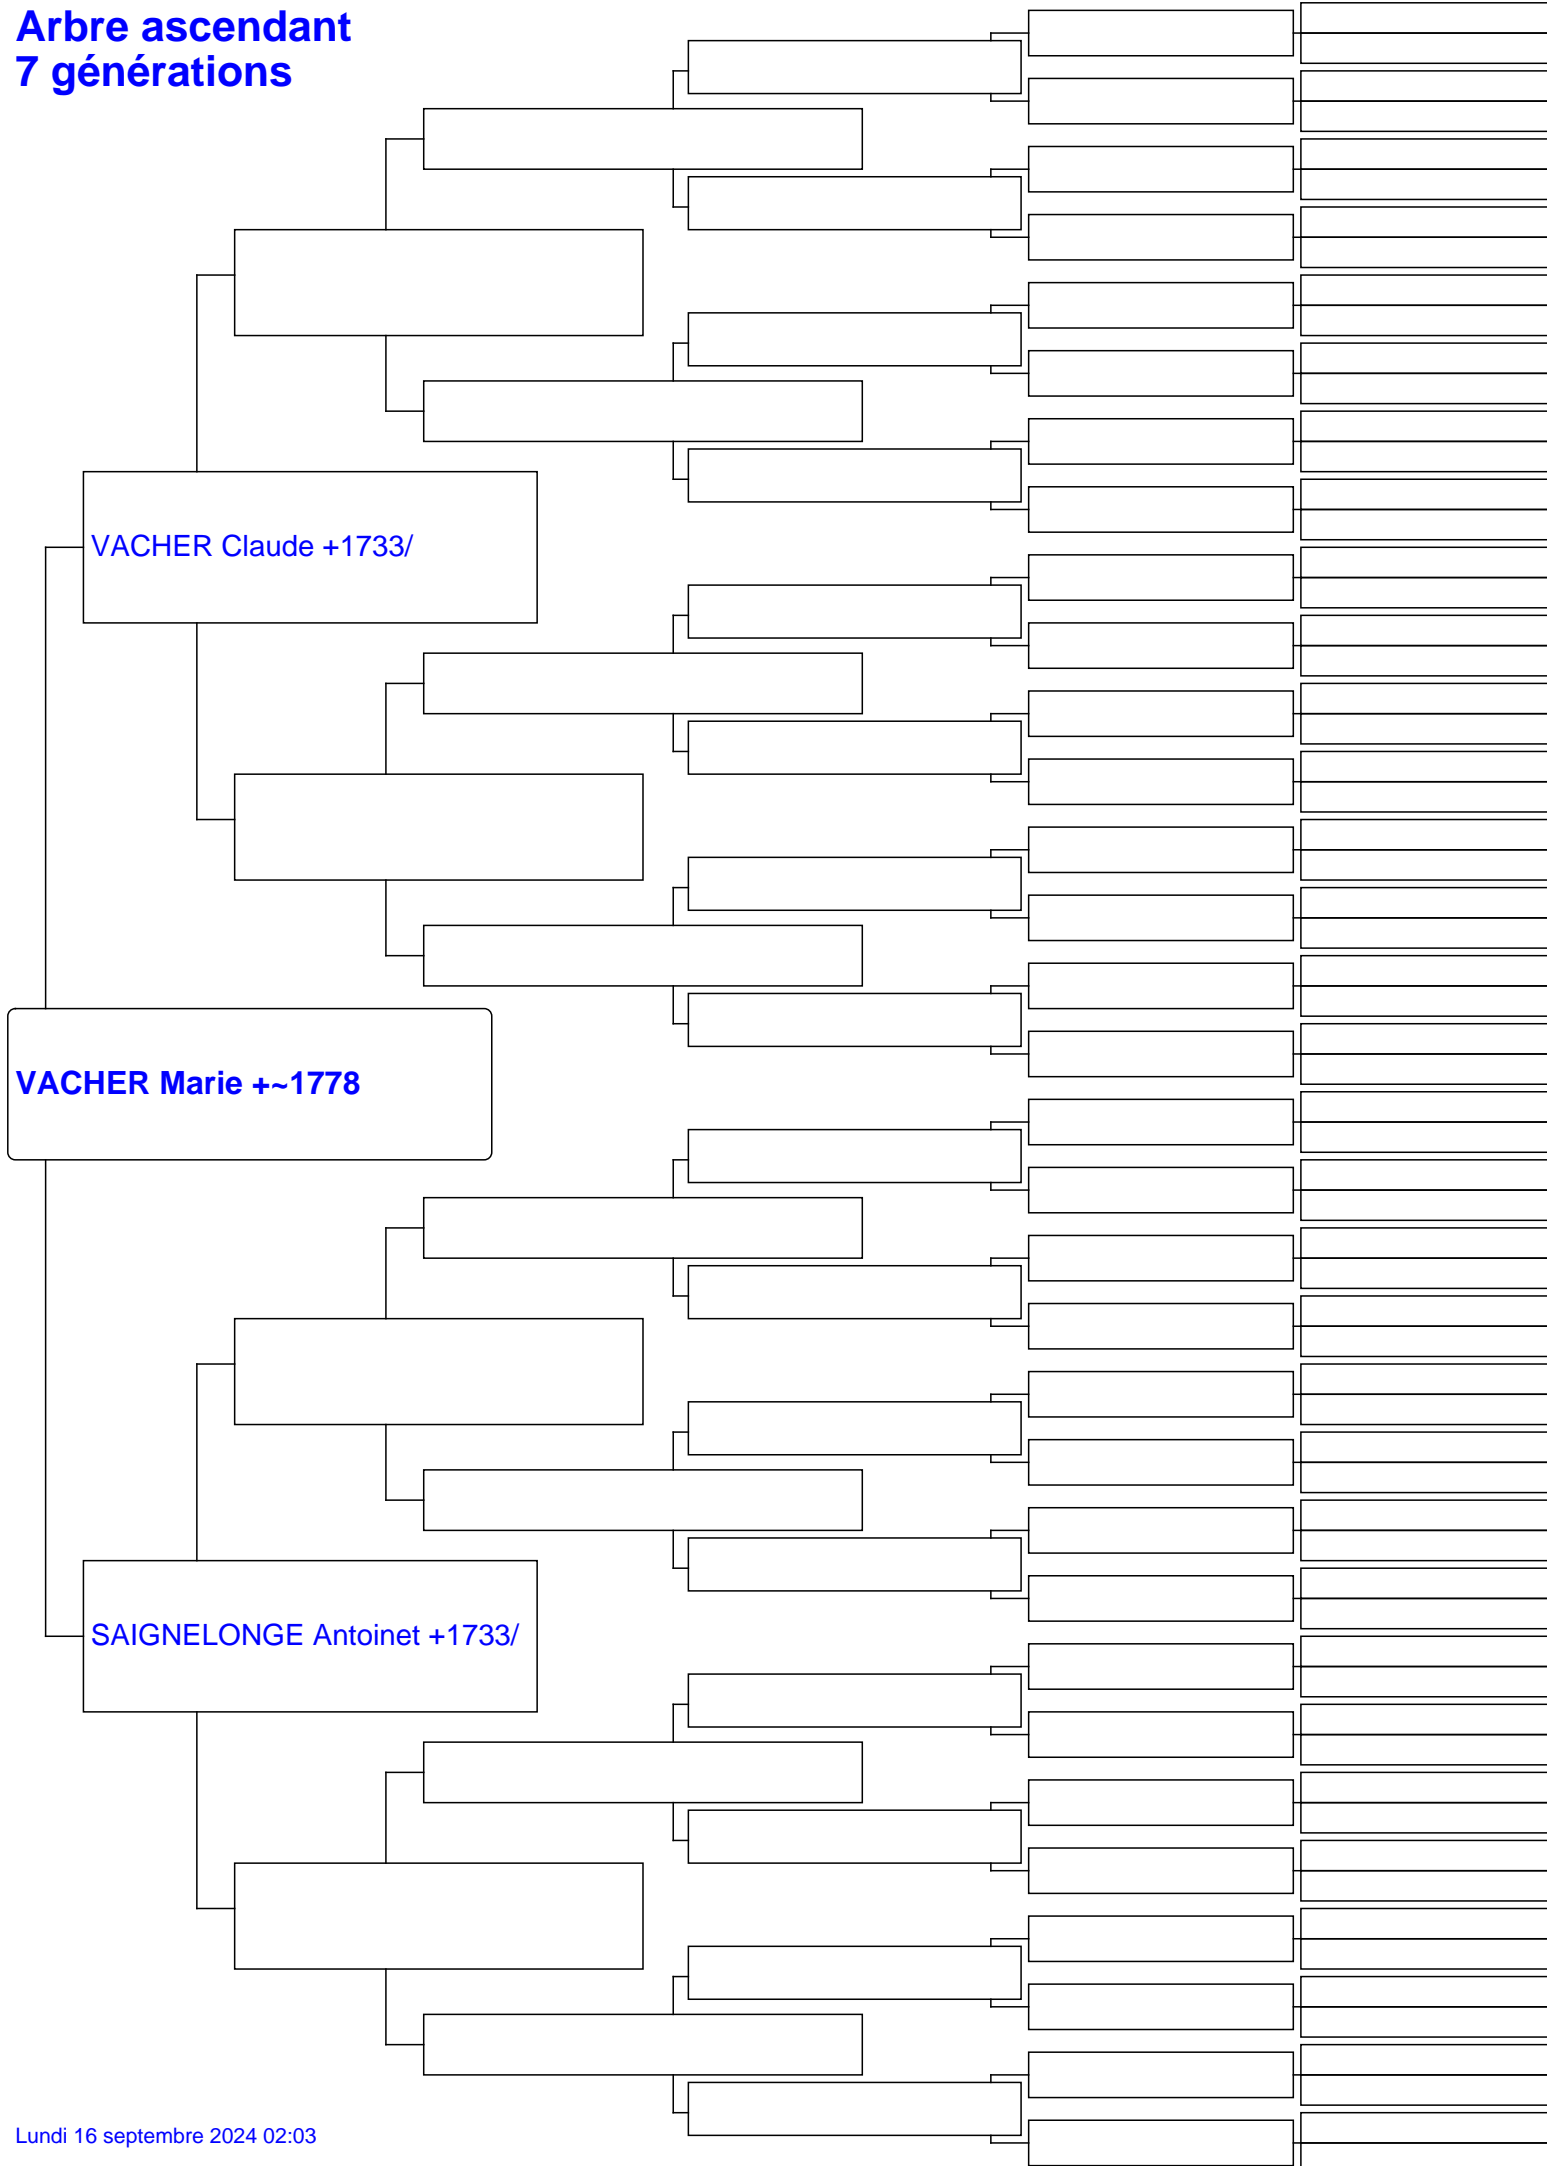 Arbre ascendant
7 générations
VACHER Claude +1733/
VACHER Marie +~1778
SAIGNELONGE Antoinet +1733/
Lundi 16 septembre 2024 02:03